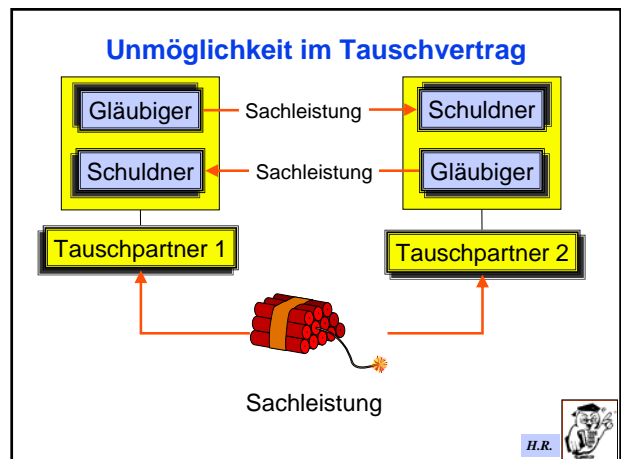 Unmöglichkeit im Tauschvertrag
Gläubiger Sachleistung Schuldner
Schuldner Sachleistung Gläubiger
Tauschpartner 1 Tauschpartner 2
Sachleistung
H.R.